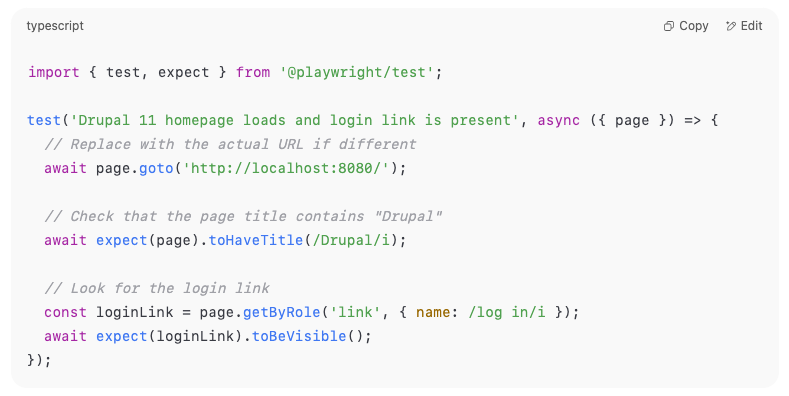 typescript
Copy
Edit
import { test, expect } from '@playwright/test';
test('Drupal 11 homepage loads and login link is present', async ({ page }) => {
  // Replace with the actual URL if different
  await page.goto('http://localhost:8080/');
  // Check that the page title contains "Drupal"
  await expect(page).toHaveTitle(/Drupal/i);
  // Look for the login link
  const loginLink = page.getByRole('link', { name: /log in/i });
  await expect(loginLink).toBeVisible();
});